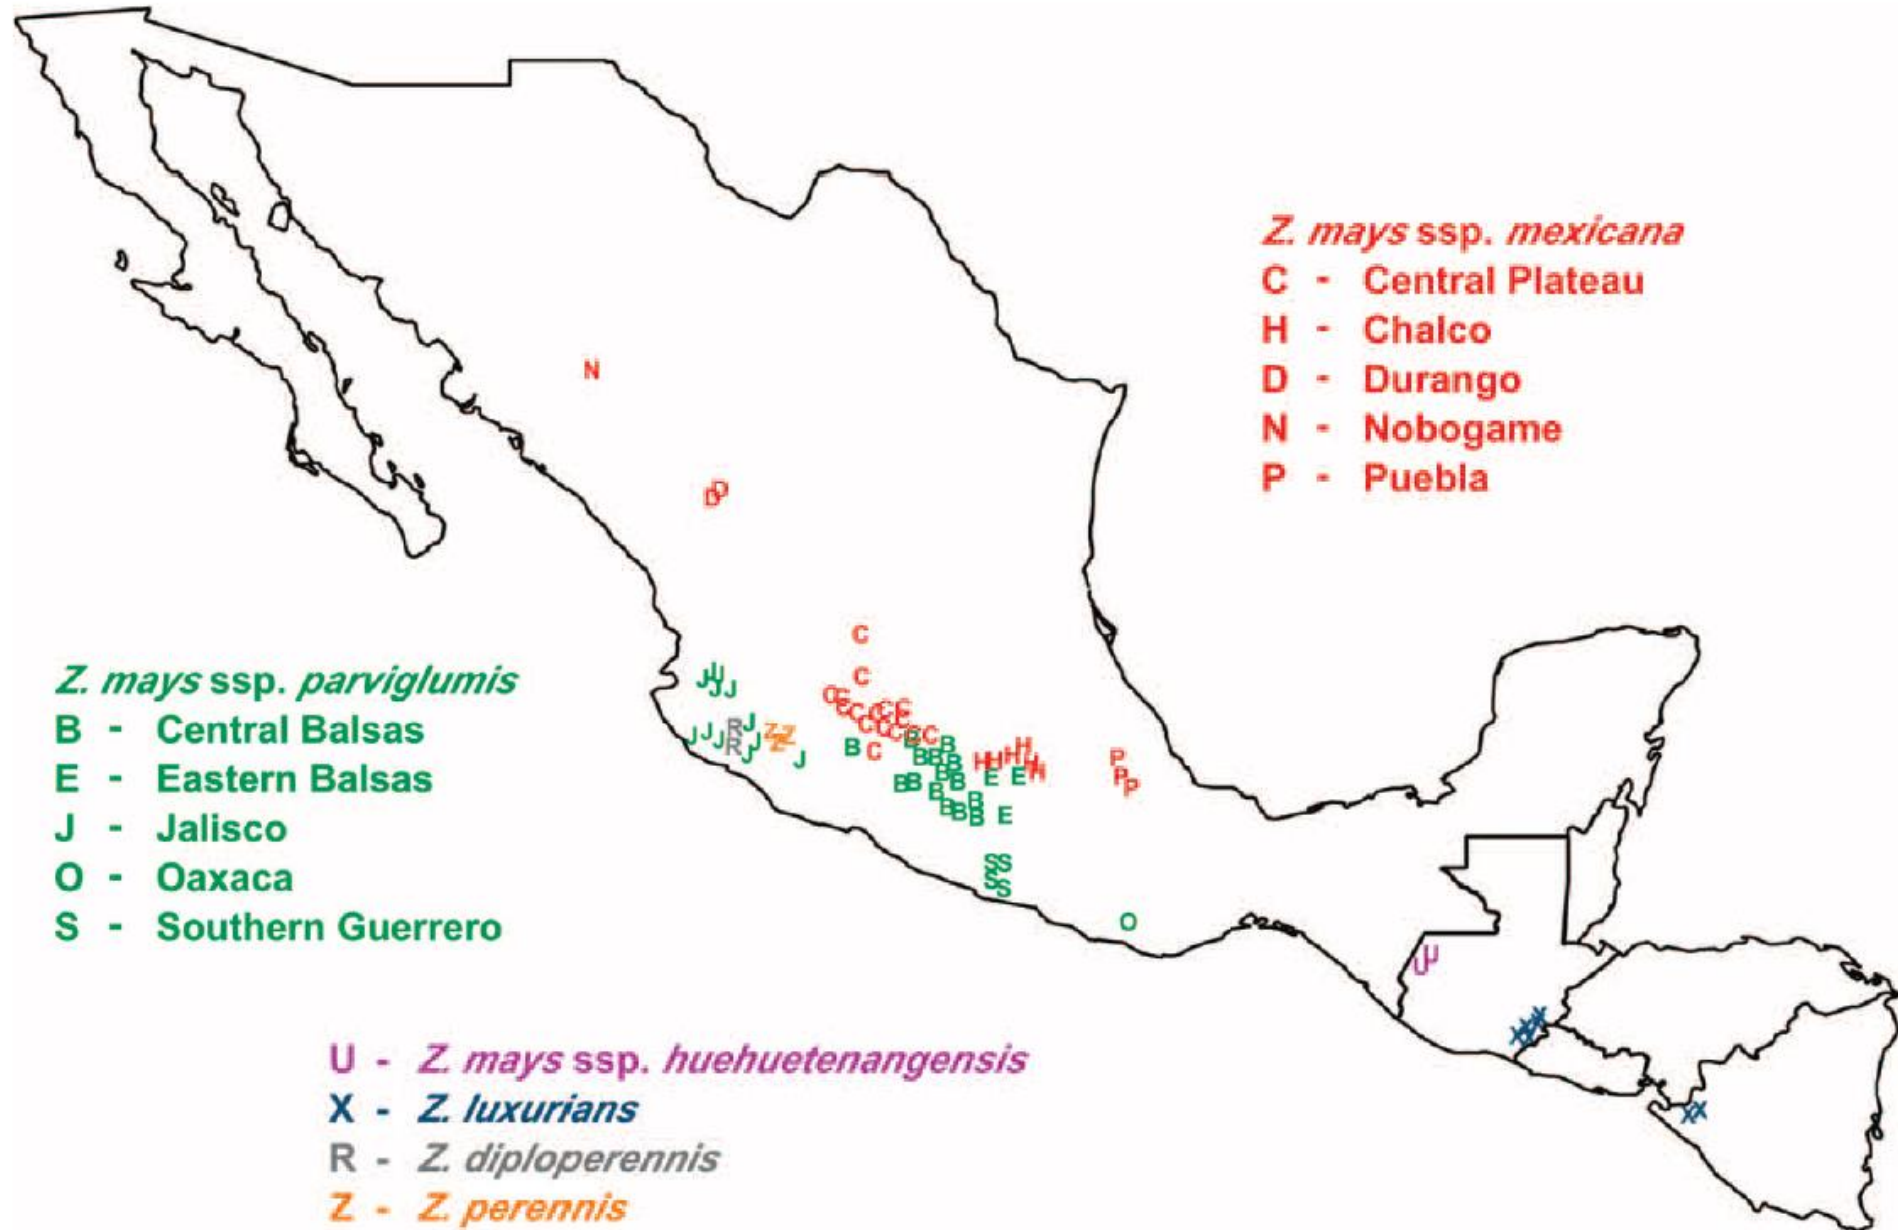 Z. mays ssp. mexicana
C - Central Plateau
H - Chalco
D - Durango
N - Nobogame
P - Puebla
N
D D
C
C
Z. mays ssp. parviglumis
B - Central Balsas
E - Eastern Balsas
J - Jalisco
O - Oaxaca
S - Southern Guerrero
P
P
P
E E
E
S S
S
S
O
U U
X X
U - Z. mays ssp. huehuetenangensis
X - Z. luxurians
R - Z. diploperennis
Z - Z. perennis